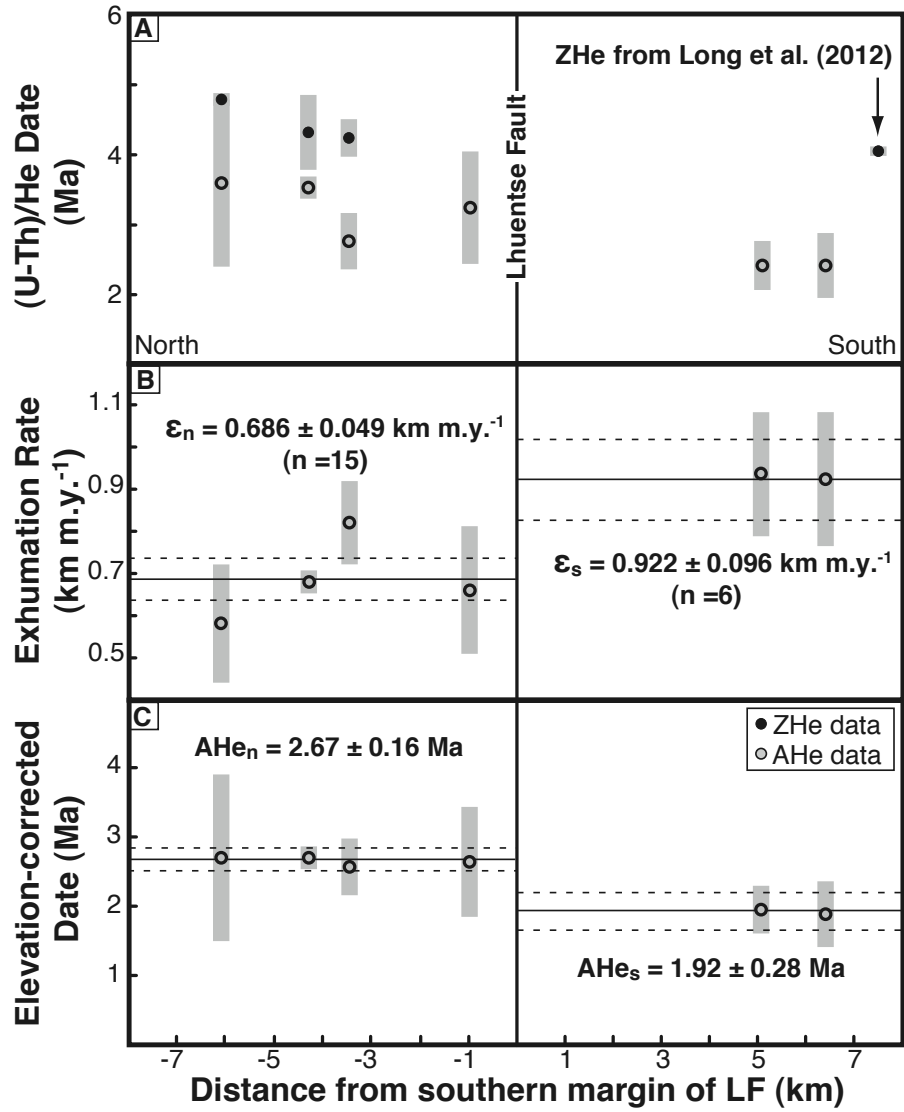 A
6
4
2
(U-Th)/He Date
(Ma)
ZHe from Long et al. (2012)
Lhuentse Fault
North
South
B
1.1
0.9
0.7
0.5
Exhumation Rate
(km m.y.⁻¹)
εn = 0.686 ± 0.049 km m.y.⁻¹
(n =15)
εs = 0.922 ± 0.096 km m.y.⁻¹
(n =6)
C
4
3
2
1
Elevation-corrected
Date (Ma)
AHen = 2.67 ± 0.16 Ma
ZHe data
AHe data
AHes = 1.92 ± 0.28 Ma
-7 -5 -3 -1 1 3 5 7
Distance from southern margin of LF (km)